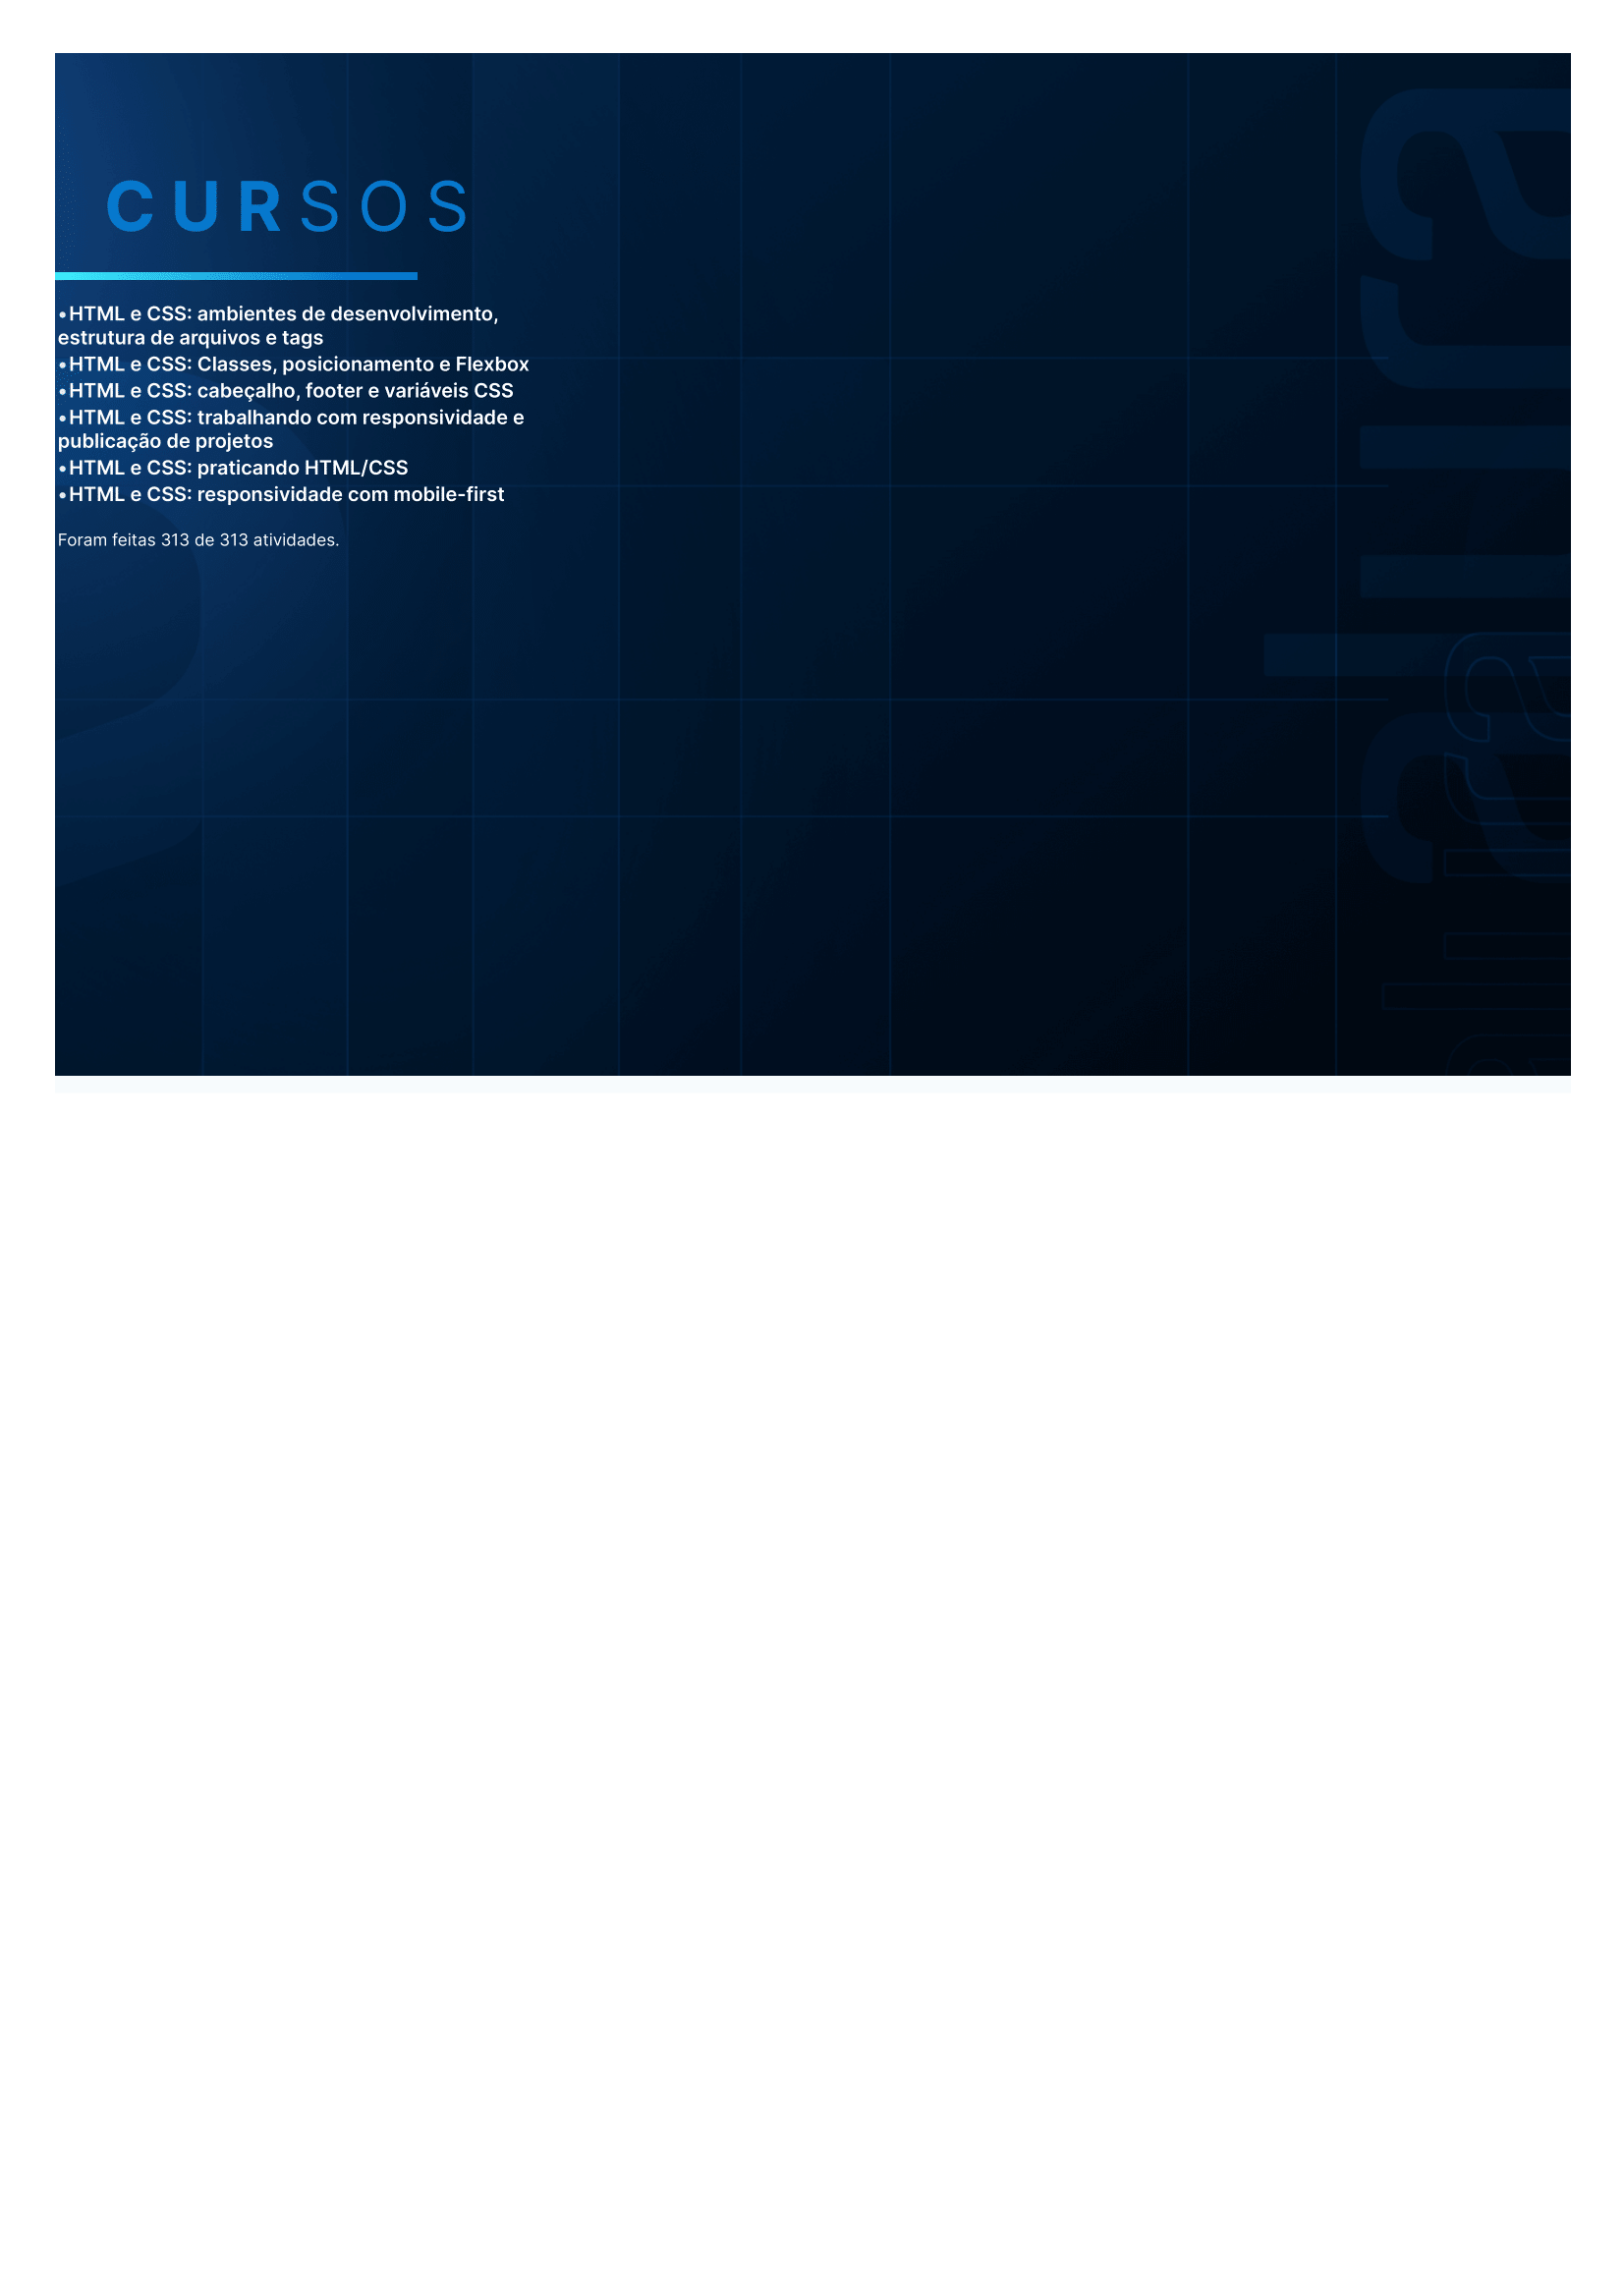 CURSOS
•HTML e CSS: ambientes de desenvolvimento,
estrutura de arquivos e tags
•HTML e CSS: Classes, posicionamento e Flexbox
•HTML e CSS: cabeçalho, footer e variáveis CSS
•HTML e CSS: trabalhando com responsividade e
publicação de projetos
•HTML e CSS: praticando HTML/CSS
•HTML e CSS: responsividade com mobile-first
Foram feitas 313 de 313 atividades.